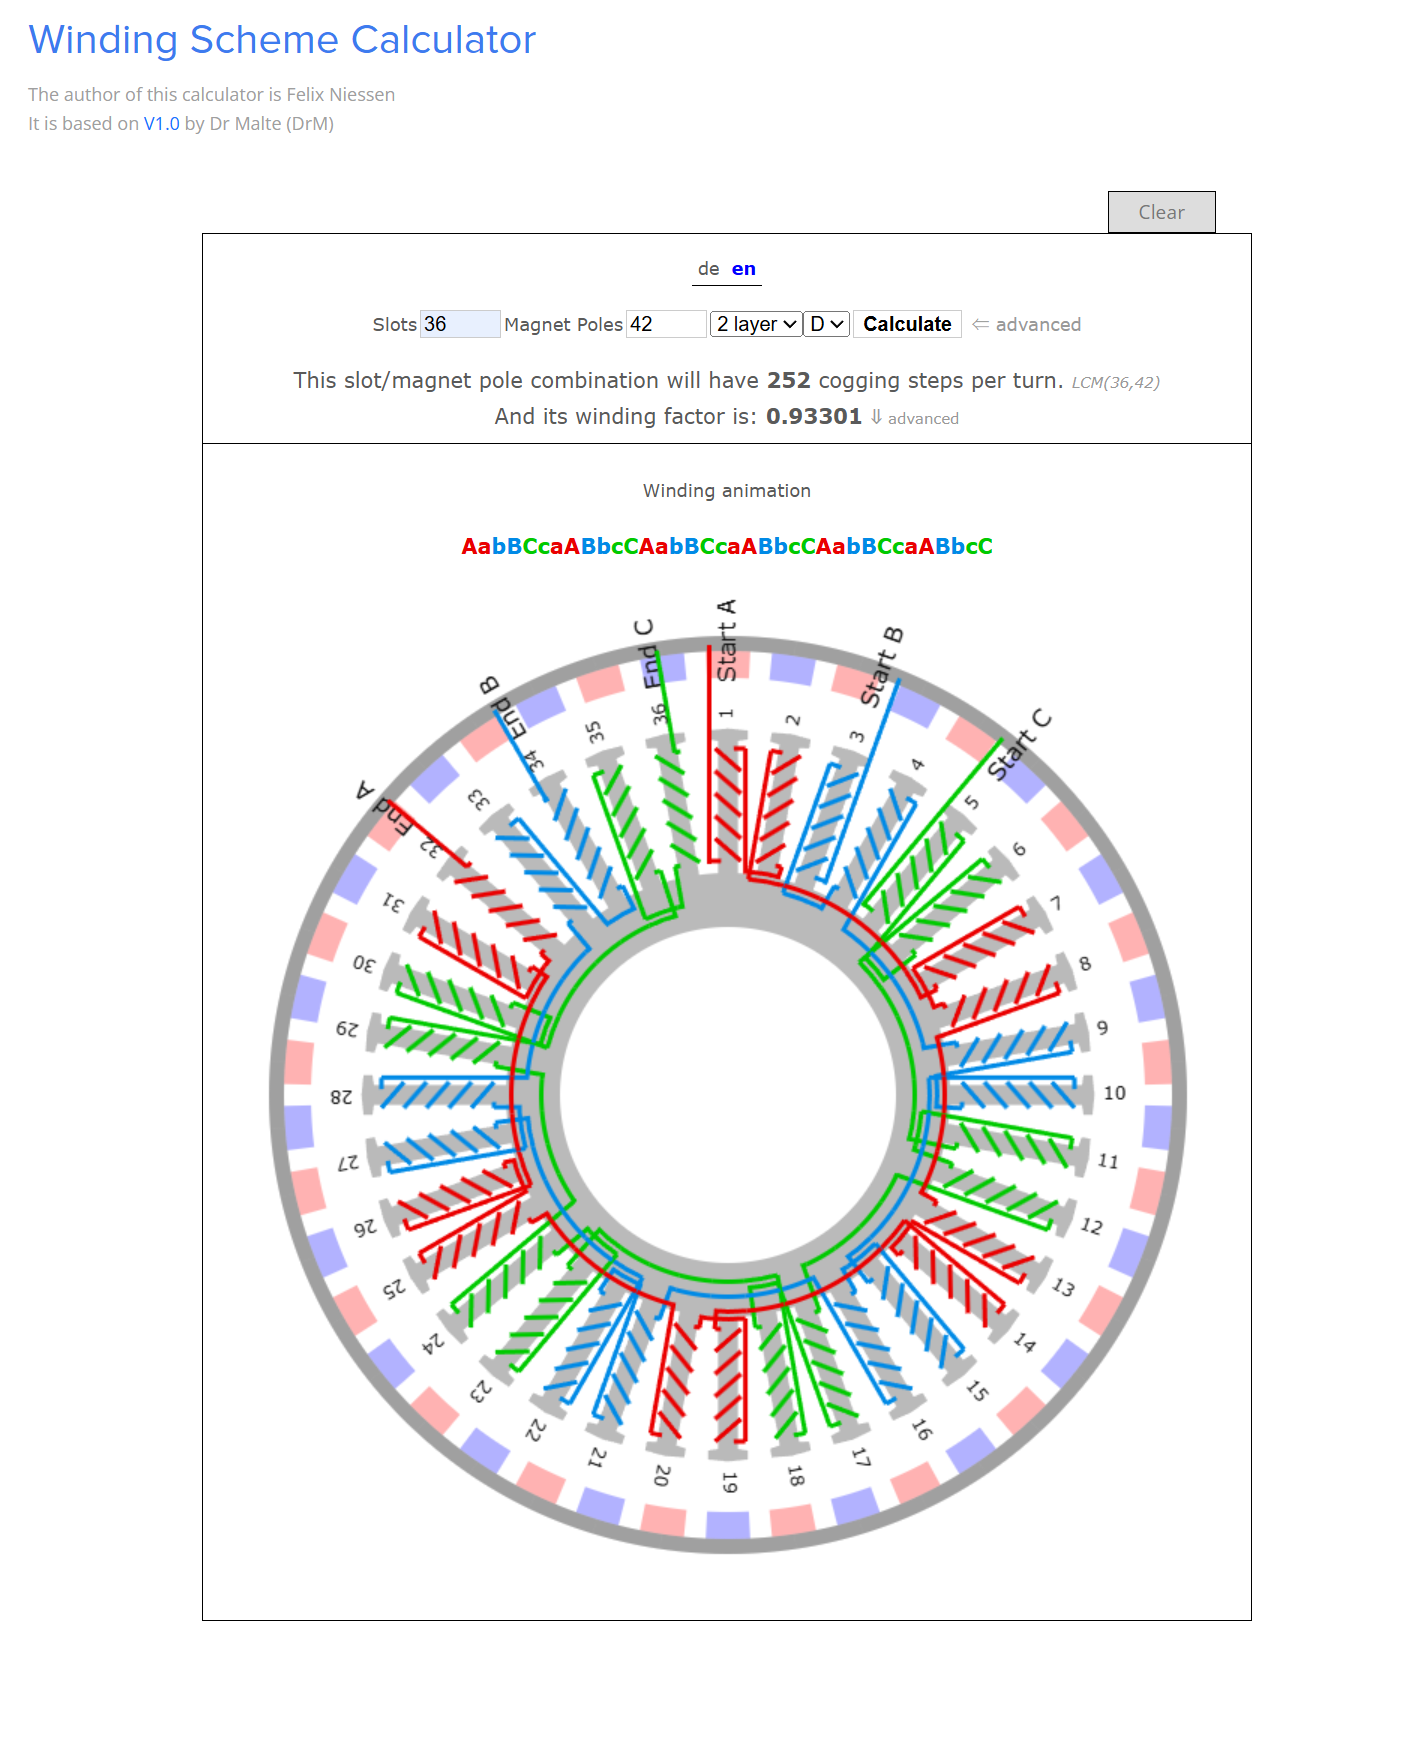 Winding Scheme Calculator
The author of this calculator is Felix Niessen
It is based on V1.0 by Dr Malte (DrM)
Clear
de en
Slots 36 Magnet Poles 42 2 layer D Calculate ⇐ advanced
This slot/magnet pole combination will have 252 cogging steps per turn. LCM(36,42)
And its winding factor is: 0.93301 ⇓ advanced
Winding animation
AabBCcaABbcCAabBCcaABbcCAabBCcaABbcC
Start A
Start B
Start C
End A
End B
End C
1
2
3
4
5
6
7
8
9
10
11
12
13
14
15
16
17
18
19
20
21
22
23
24
25
26
27
28
29
30
31
32
33
34
35
36